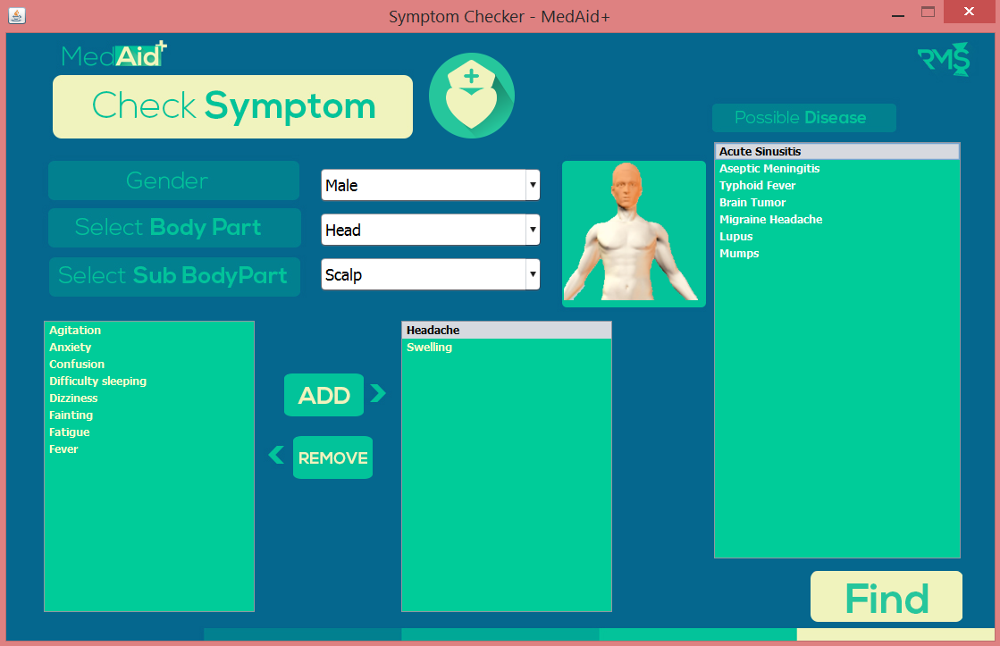 Symptom Checker - MedAid+
MedAid+
RMS
Check Symptom
Possible Disease
Gender
Male
Select Body Part
Head
Select Sub BodyPart
Scalp
Acute Sinusitis
Aseptic Meningitis
Typhoid Fever
Brain Tumor
Migraine Headache
Lupus
Mumps
Agitation
Anxiety
Confusion
Difficulty sleeping
Dizziness
Fainting
Fatigue
Fever
ADD
REMOVE
Headache
Swelling
Find